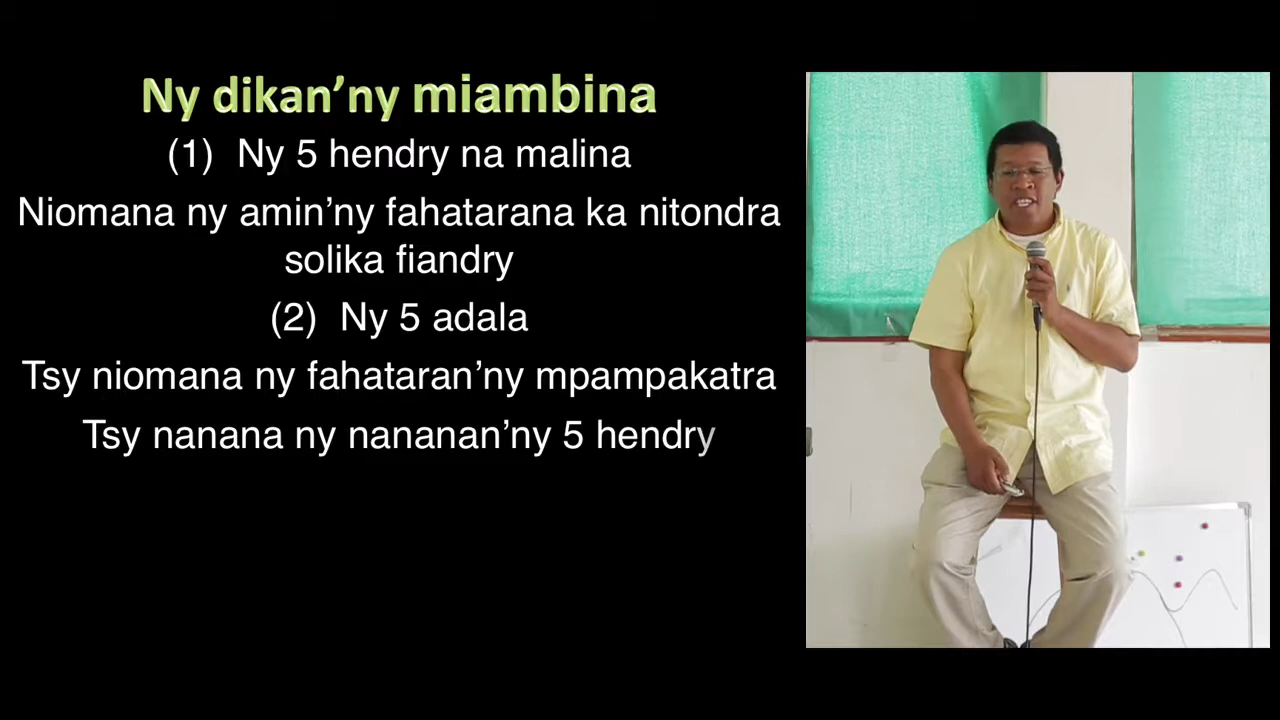 Ny dikan’ny miambina
(1) Ny 5 hendry na malina
Niomana ny amin’ny fahatarana ka nitondra
solika fiandry
(2) Ny 5 adala
Tsy niomana ny fahataran’ny mpampakatra
Tsy nanana ny nananan’ny 5 hendry